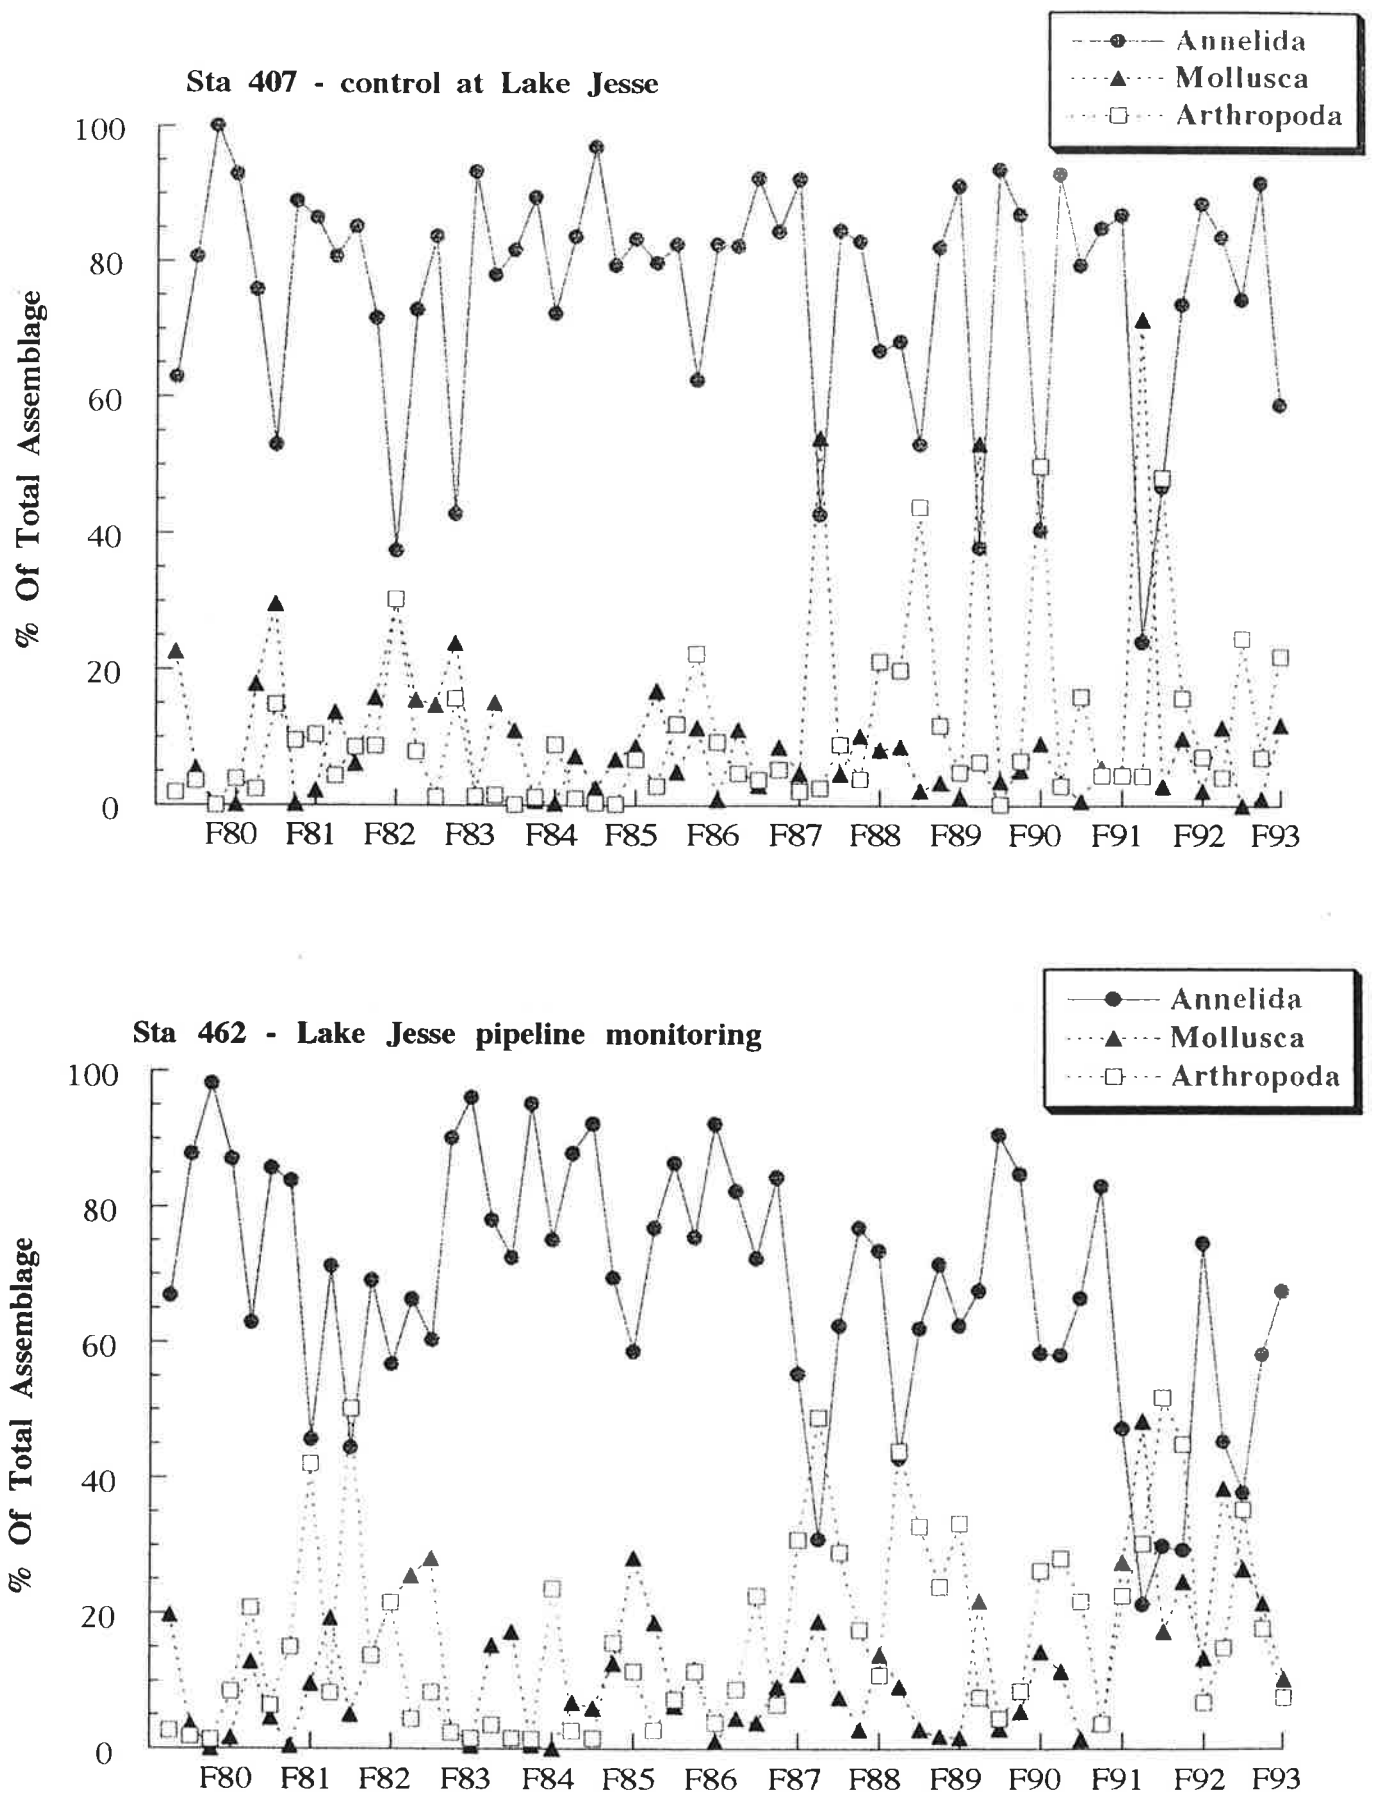 Annelida
Mollusca
Arthropoda
Sta 407 - control at Lake Jesse
% Of Total Assemblage
100
80
60
40
20
0
F80 F81 F82 F83 F84 F85 F86 F87 F88 F89 F90 F91 F92 F93
Annelida
Mollusca
Arthropoda
Sta 462 - Lake Jesse pipeline monitoring
% Of Total Assemblage
100
80
60
40
20
0
F80 F81 F82 F83 F84 F85 F86 F87 F88 F89 F90 F91 F92 F93